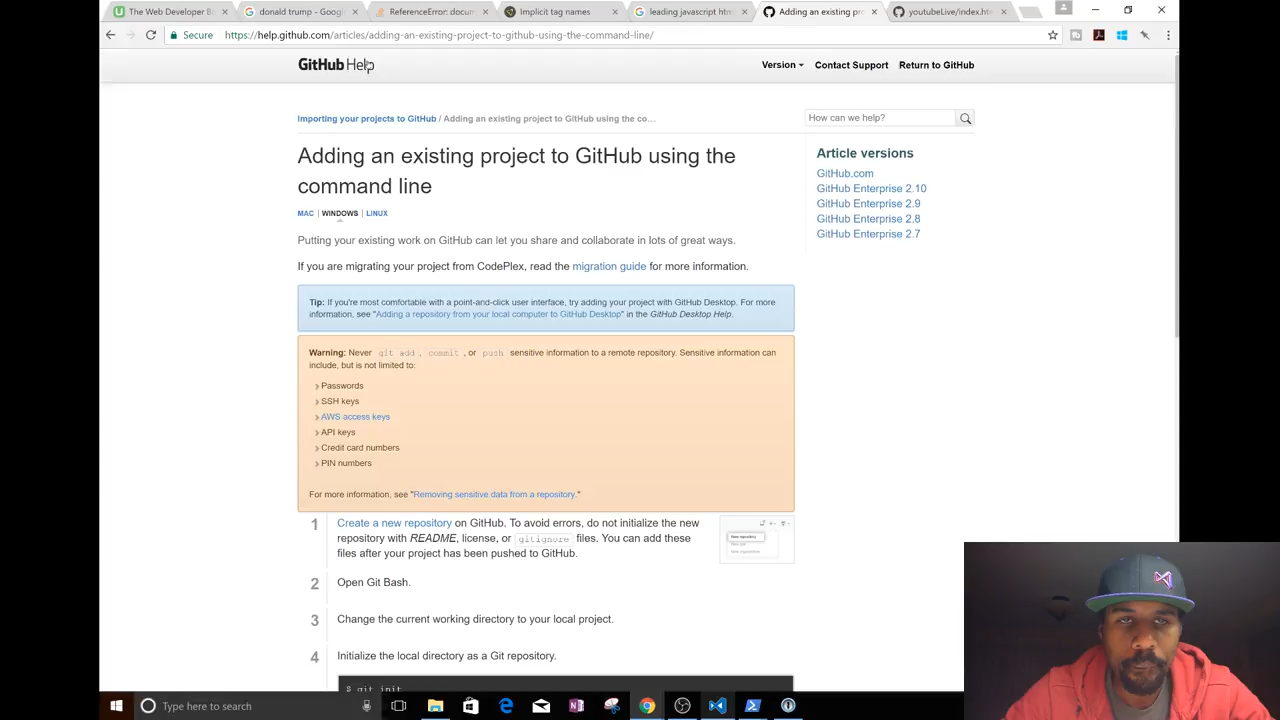 The Web Developer B
donald trump - Goog
ReferenceError: docum
Implicit tag names
leading javascript htm
Adding an existing pro
youtubeLive/index.htm
Secure
https://help.github.com/articles/adding-an-existing-project-to-github-using-the-command-line/
GitHub Help
Version
Contact Support
Return to GitHub
Importing your projects to GitHub / Adding an existing project to GitHub using the co…
How can we help?
Adding an existing project to GitHub using the
command line
MAC | WINDOWS | LINUX
Article versions
GitHub.com
GitHub Enterprise 2.10
GitHub Enterprise 2.9
GitHub Enterprise 2.8
GitHub Enterprise 2.7
Putting your existing work on GitHub can let you share and collaborate in lots of great ways.
If you are migrating your project from CodePlex, read the migration guide for more information.
Tip: If you're most comfortable with a point-and-click user interface, try adding your project with GitHub Desktop. For more
information, see "Adding a repository from your local computer to GitHub Desktop" in the GitHub Desktop Help.
Warning: Never git add, commit, or push sensitive information to a remote repository. Sensitive information can
include, but is not limited to:
Passwords
SSH keys
AWS access keys
API keys
Credit card numbers
PIN numbers
For more information, see "Removing sensitive data from a repository."
1 Create a new repository on GitHub. To avoid errors, do not initialize the new
repository with README, license, or gitignore files. You can add these
files after your project has been pushed to GitHub.
New repository
2 Open Git Bash.
3 Change the current working directory to your local project.
4 Initialize the local directory as a Git repository.
$ git init
Type here to search